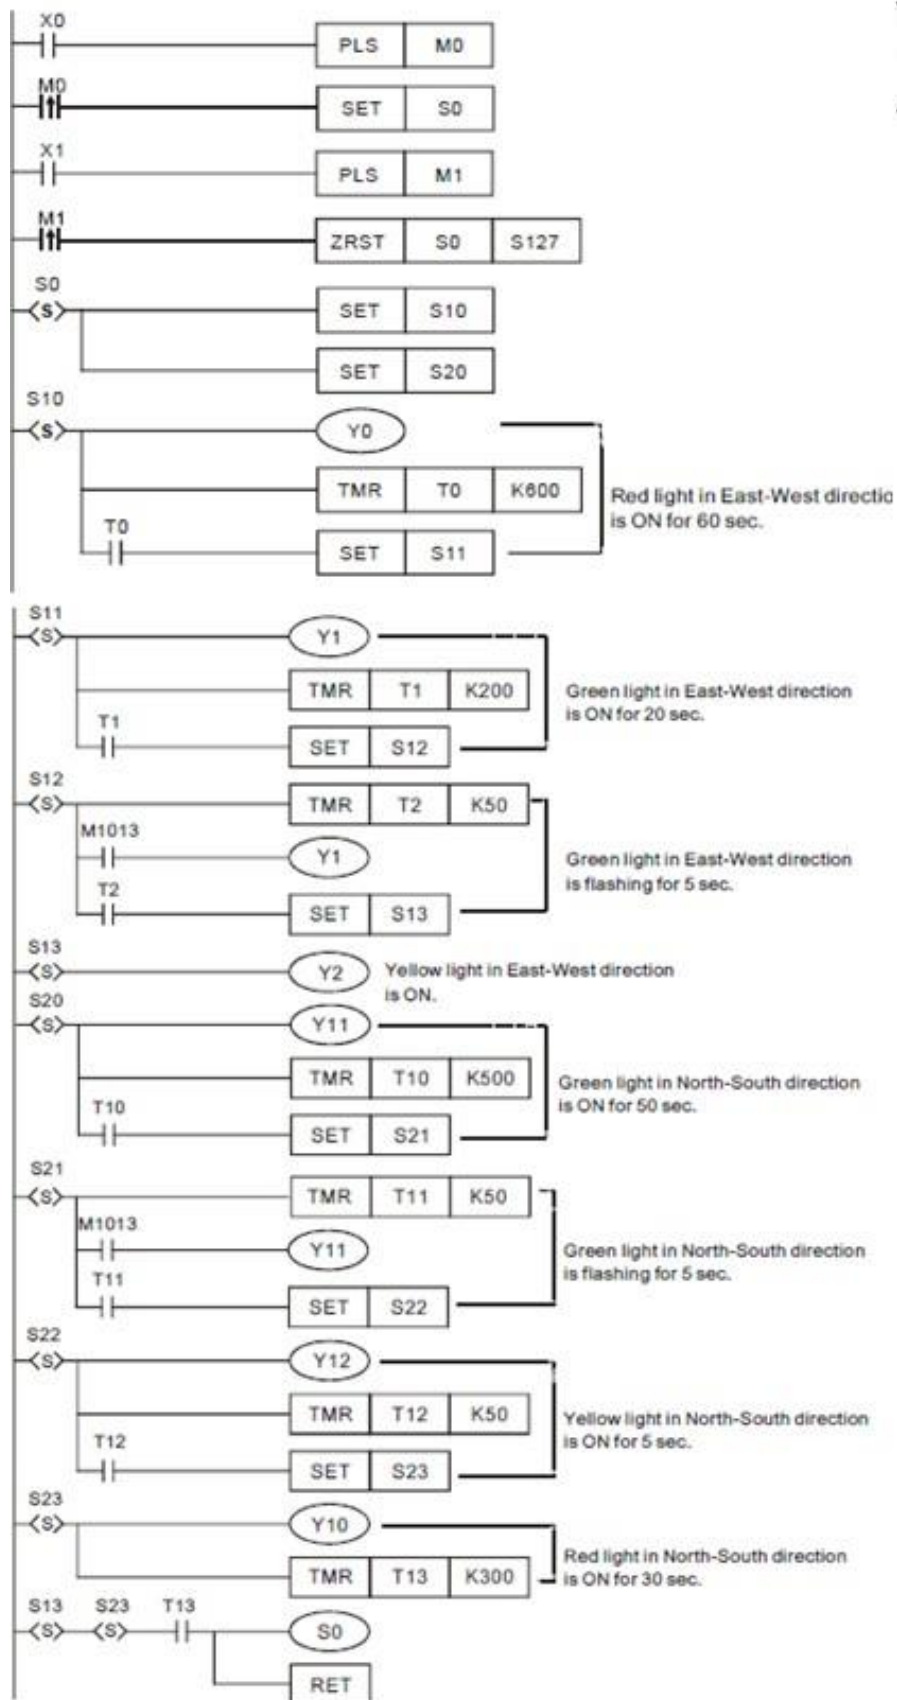 X0
PLS M0
M0
SET S0
X1
PLS M1
M1
ZRST S0 S127
S0
S SET S10
SET S20
S10
S Y0
TMR T0 K600
Red light in East-West directio
is ON for 60 sec.
T0
SET S11
S11
S Y1
TMR T1 K200
Green light in East-West direction
is ON for 20 sec.
T1
SET S12
S12
S TMR T2 K50
M1013
Y1
Green light in East-West direction
is flashing for 5 sec.
T2
SET S13
S13
S Y2 Yellow light in East-West direction
is ON.
S20
S Y11
TMR T10 K500
Green light in North-South direction
is ON for 50 sec.
T10
SET S21
S21
S TMR T11 K50
M1013
Y11
Green light in North-South direction
is flashing for 5 sec.
T11
SET S22
S22
S Y12
TMR T12 K50
Yellow light in North-South direction
is ON for 5 sec.
T12
SET S23
S23
S Y10
Red light in North-South direction
is ON for 30 sec.
TMR T13 K300
S13 S23 T13
S S S0
RET